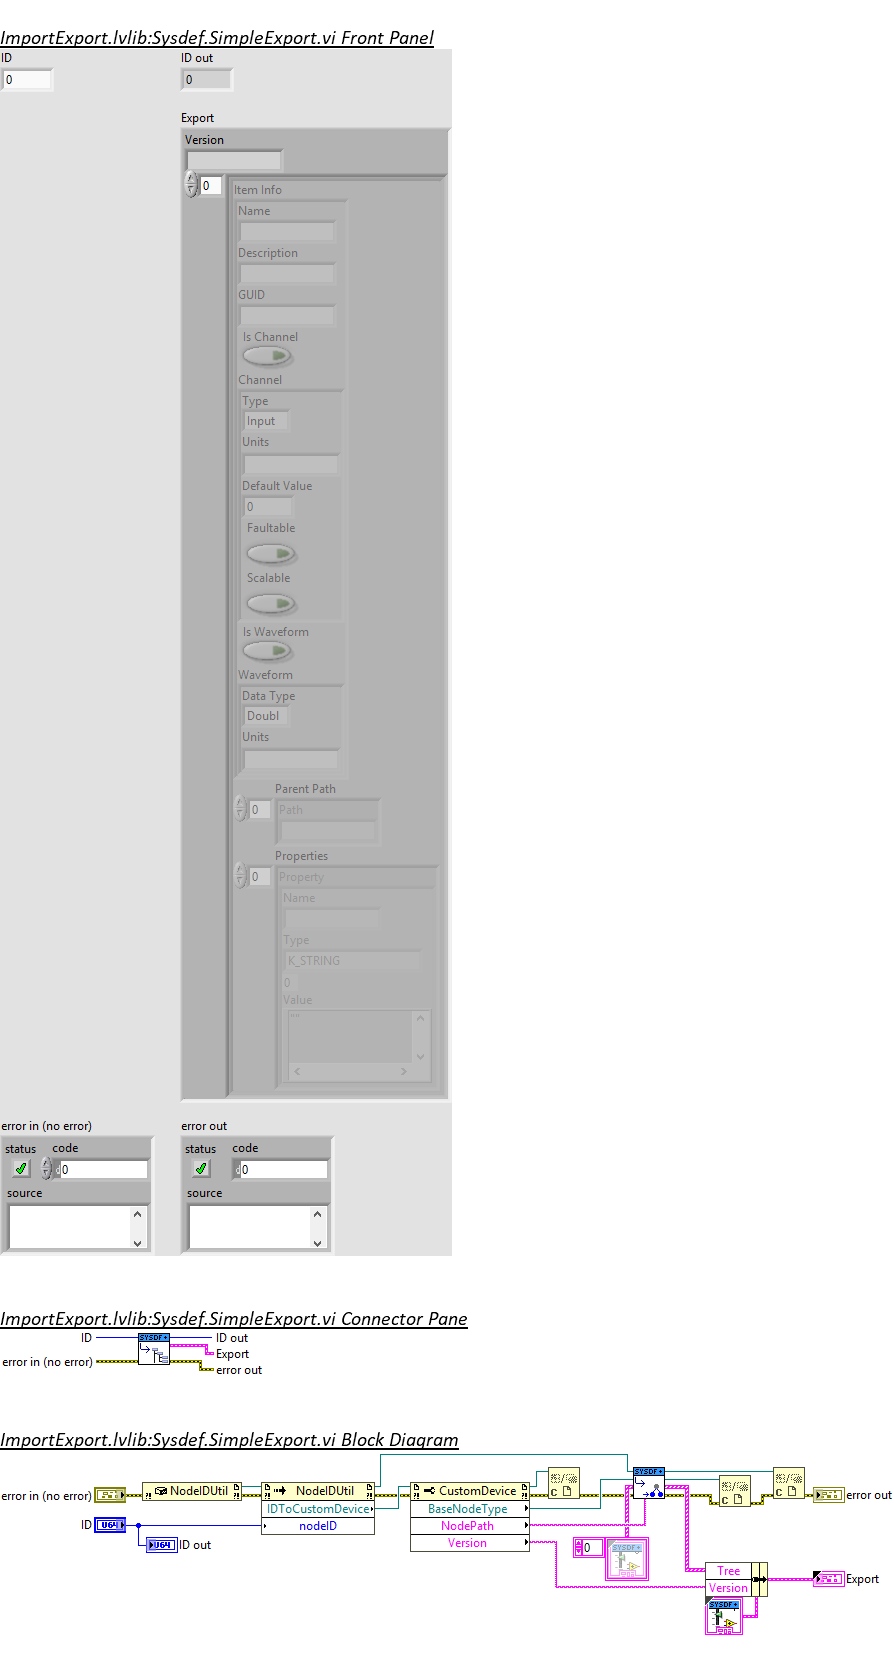 ImportExport.lvlib:Sysdef.SimpleExport.vi Front Panel
ID
ID out
0
0
Export
Version
0
Item Info
Name
Description
GUID
Is Channel
Channel
Type
Input
Units
Default Value
0
Faultable
Scalable
Is Waveform
Waveform
Data Type
Doubl
Units
Parent Path
0
Path
Properties
0
Property
Name
Type
K_STRING
0
Value
""
error in (no error)
error out
status code
status code
d0
d0
source
source
ImportExport.lvlib:Sysdef.SimpleExport.vi Connector Pane
ID
SYSDF+
ID out
Export
error in (no error)
error out
ImportExport.lvlib:Sysdef.SimpleExport.vi Block Diagram
SYSDF+
error in (no error)
NodeIDUtil
NodeIDUtil
CustomDevice
C
C
C
error out
IDToCustomDevice
BaseNodeType
ID
U64
nodeID
NodePath
U64
ID out
Version
0
SYSDF+
Tree
Version
Export
SYSDF+